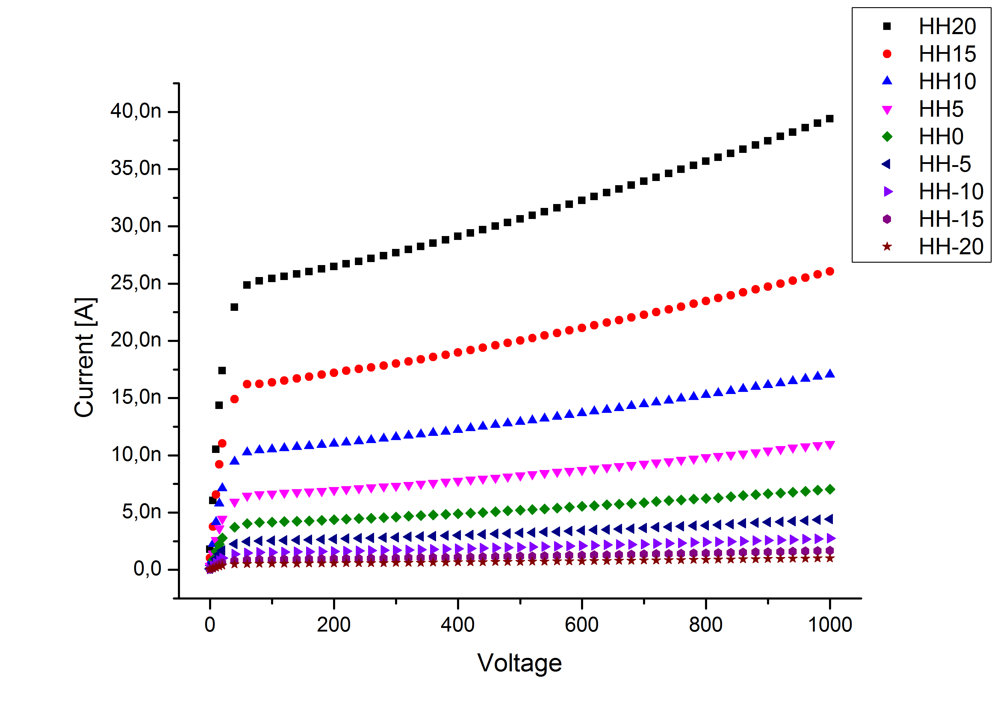 HH20
HH15
HH10
HH5
HH0
HH-5
HH-10
HH-15
HH-20
40,0n
35,0n
30,0n
25,0n
20,0n
15,0n
10,0n
5,0n
0,0
Current [A]
0 200 400 600 800 1000
Voltage